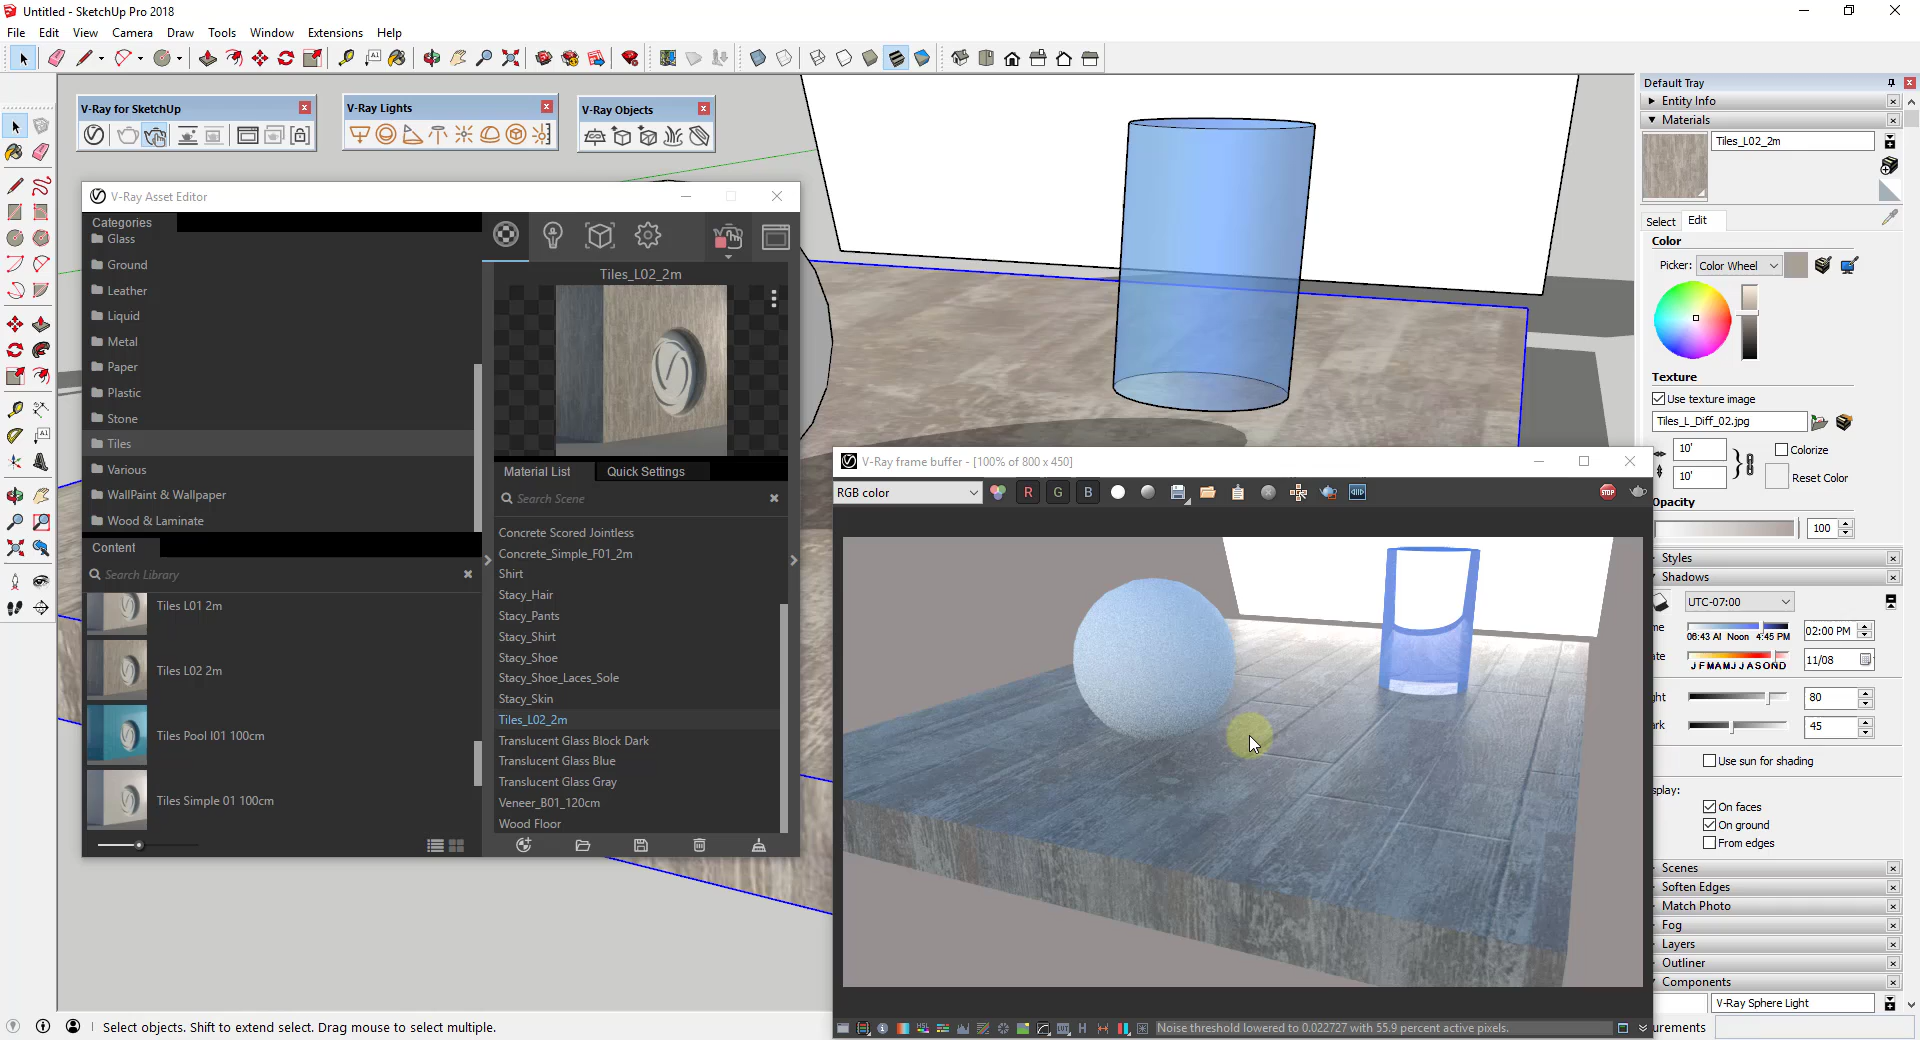 Untitled - SketchUp Pro 2018
File Edit View Camera Draw Tools Window Extensions Help
V-Ray for SketchUp
V-Ray Lights
V-Ray Objects
V-Ray Asset Editor
Categories
Glass
Ground
Leather
Liquid
Metal
Paper
Plastic
Stone
Tiles
Various
WallPaint & Wallpaper
Wood & Laminate
Content
Search Library
Tiles L01 2m
Tiles L02 2m
Tiles Pool I01 100cm
Tiles Simple 01 100cm
Tiles_L02_2m
Material List Quick Settings
Search Scene
Concrete Scored Jointless
Concrete_Simple_F01_2m
Shirt
Stacy_Hair
Stacy_Pants
Stacy_Shirt
Stacy_Shoe
Stacy_Shoe_Laces_Sole
Stacy_Skin
Tiles_L02_2m
Translucent Glass Block Dark
Translucent Glass Blue
Translucent Glass Gray
Veneer_B01_120cm
Wood Floor
V-Ray frame buffer - [100% of 800 x 450]
RGB color
R G B
STOP
Noise threshold lowered to 0.022727 with 55.9 percent active pixels.
Default Tray
Entity Info
Materials
Tiles_L02_2m
Select Edit
Color
Picker: Color Wheel
Texture
Use texture image
Tiles_L_Diff_02.jpg
10'
Colorize
10'
Reset Color
Opacity
100
Styles
Shadows
UTC-07:00
me
06:43 AM Noon 4:45 PM
02:00 PM
ate
J F M A M J J A S O N D
11/08
ght
80
ark
45
Use sun for shading
splay:
On faces
On ground
From edges
Scenes
Soften Edges
Match Photo
Fog
Layers
Outliner
Components
V-Ray Sphere Light
urements
Select objects. Shift to extend select. Drag mouse to select multiple.